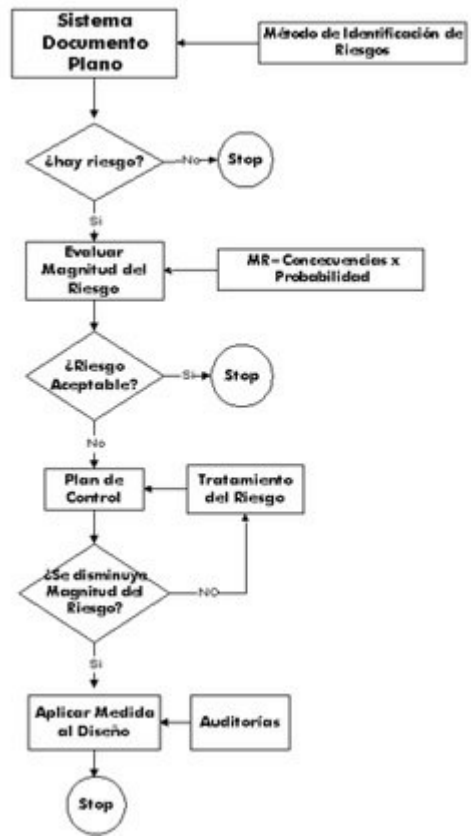 Sistema
Documento
Plano
Método de Identificación de
Riesgos
¿hay riesgo?
No
Stop
Si
Evaluar
Magnitud del
Riesgo
MR=Concecuencias x
Probabilidad
¿Riesgo
Aceptable?
Si
Stop
No
Plan de
Control
Tratamiento
del Riesgo
¿Se disminuye
Magnitud del
Riesgo?
NO
Si
Aplicar Medida
al Diseño
Auditorías
Stop